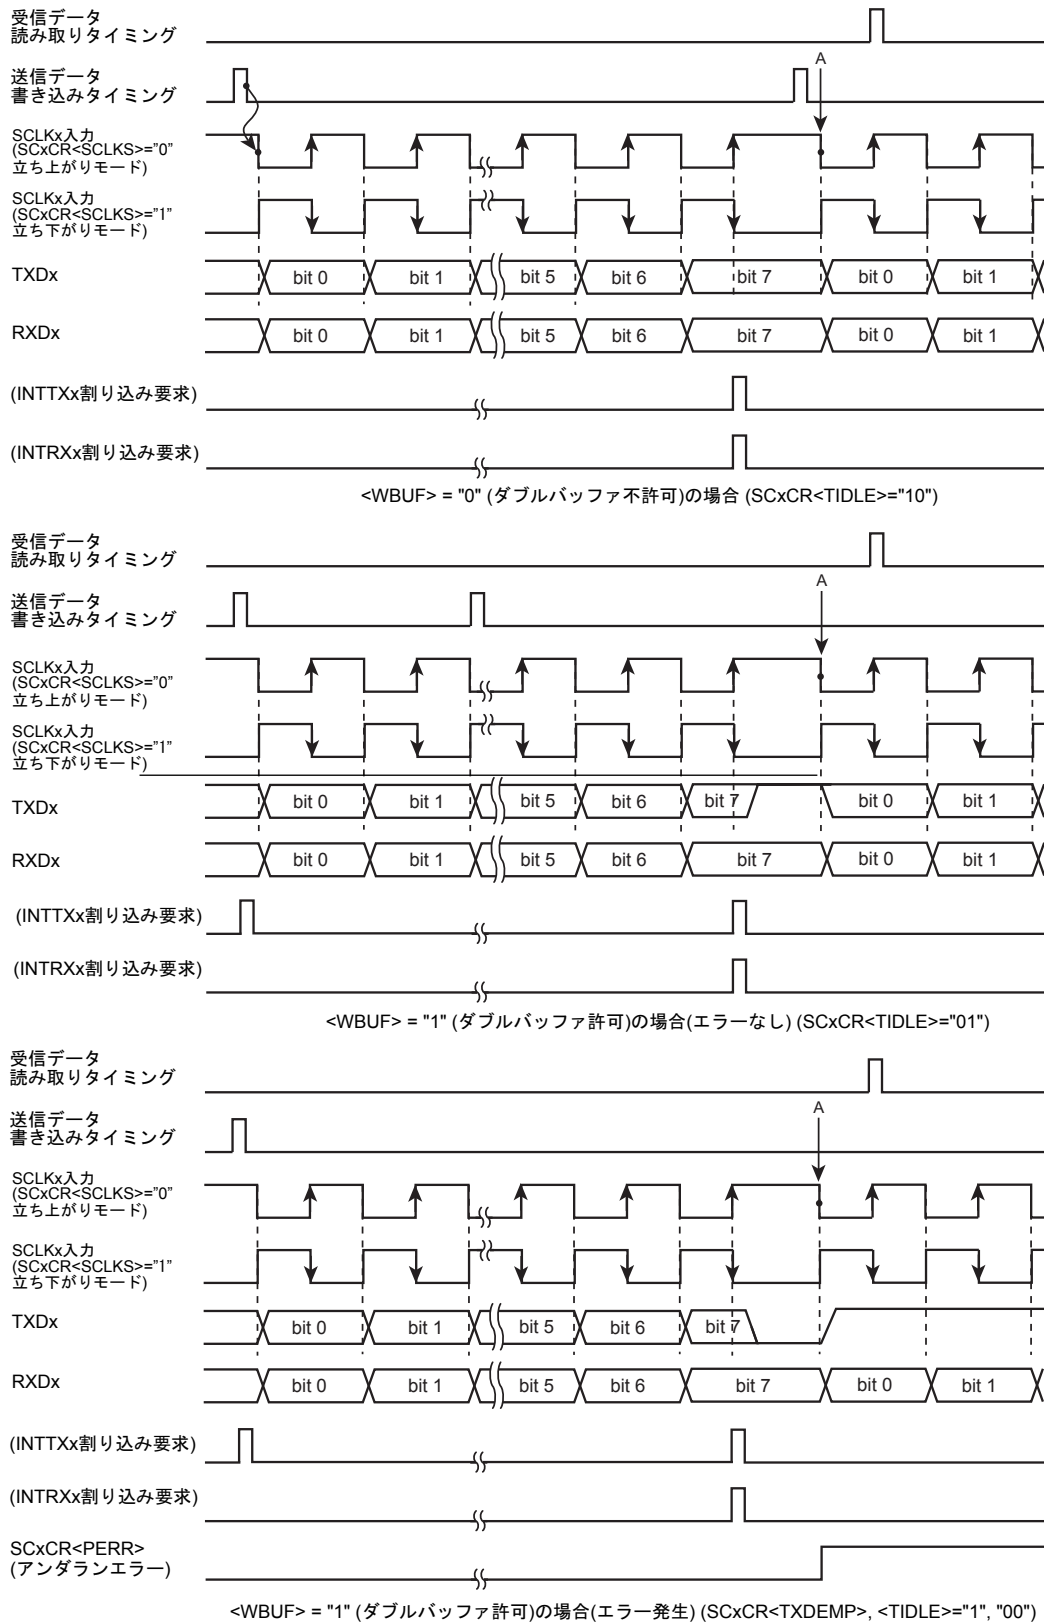 受信データ
読み取りタイミング
A
送信データ
書き込みタイミング
SCLKx入力
(SCxCR<SCLKS>="0"
立ち上がりモード)
SCLKx入力
(SCxCR<SCLKS>="1"
立ち下がりモード)
TXDx
bit 0 bit 1 bit 5 bit 6 bit 7 bit 0 bit 1
RXDx
bit 0 bit 1 bit 5 bit 6 bit 7 bit 0 bit 1
(INTTXx割り込み要求)
(INTRXx割り込み要求)
<WBUF> = "0" (ダブルバッファ不許可)の場合 (SCxCR<TIDLE>="10")
受信データ
読み取りタイミング
A
送信データ
書き込みタイミング
SCLKx入力
(SCxCR<SCLKS>="0"
立ち上がりモード)
SCLKx入力
(SCxCR<SCLKS>="1"
立ち下がりモード)
TXDx
bit 0 bit 1 bit 5 bit 6 bit 7 bit 0 bit 1
RXDx
bit 0 bit 1 bit 5 bit 6 bit 7 bit 0 bit 1
(INTTXx割り込み要求)
(INTRXx割り込み要求)
<WBUF> = "1" (ダブルバッファ許可)の場合(エラーなし) (SCxCR<TIDLE>="01")
受信データ
読み取りタイミング
A
送信データ
書き込みタイミング
SCLKx入力
(SCxCR<SCLKS>="0"
立ち上がりモード)
SCLKx入力
(SCxCR<SCLKS>="1"
立ち下がりモード)
TXDx
bit 0 bit 1 bit 5 bit 6 bit 7
RXDx
bit 0 bit 1 bit 5 bit 6 bit 7 bit 0 bit 1
(INTTXx割り込み要求)
(INTRXx割り込み要求)
SCxCR<PERR>
(アンダランエラー)
<WBUF> = "1" (ダブルバッファ許可)の場合(エラー発生) (SCxCR<TXDEMP>, <TIDLE>="1", "00")